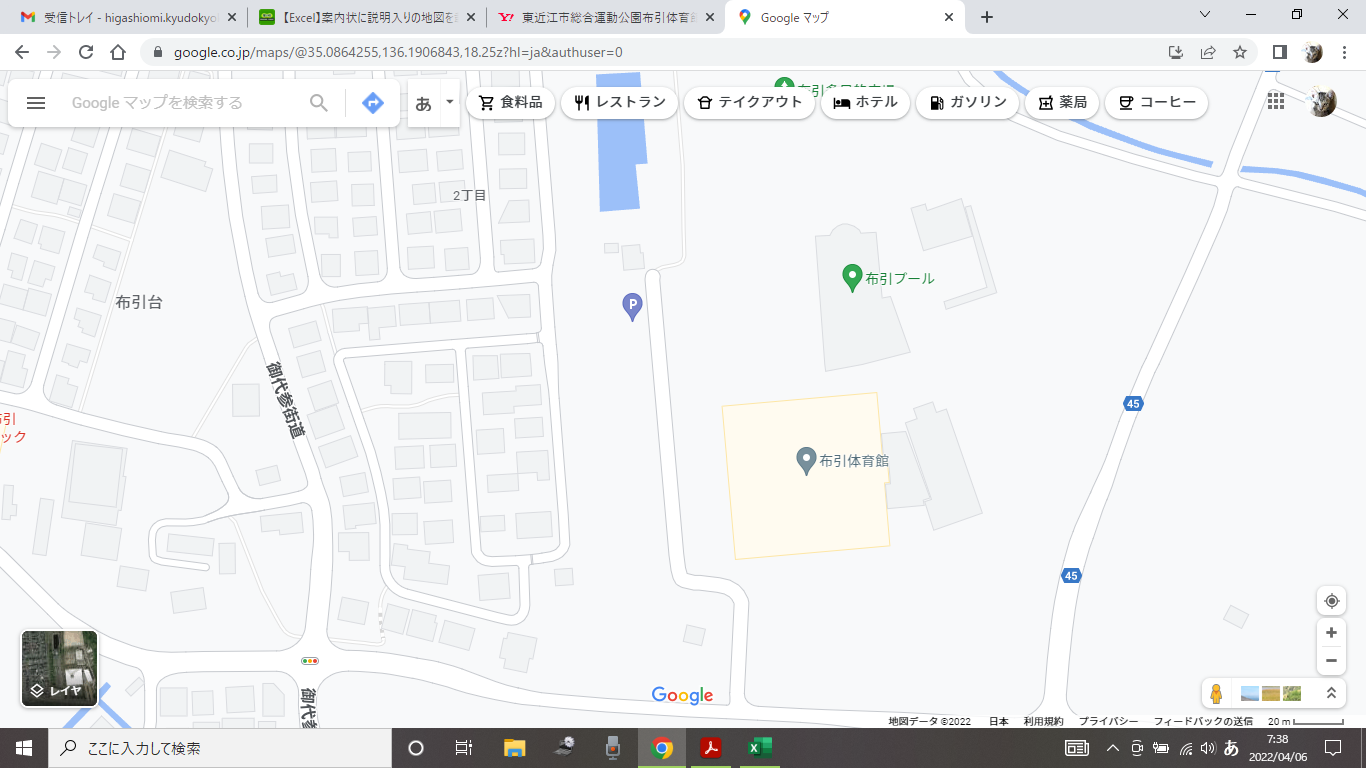 受信トレイ - higashiomi.kyudokyo
【Excel】案内状に説明入りの地図を
東近江市総合運動公園布引体育館
Google マップ
google.co.jp/maps/@35.0864255,136.1906843,18.25z?hl=ja&authuser=0
Google マップを検索する
あ
食料品
レストラン
テイクアウト
ホテル
ガソリン
薬局
コーヒー
2丁目
布引台
御代参街道
P
布引プール
布引体育館
45
45
布引
ック
レイヤ
Google
地図データ ©2022
日本
利用規約
プライバシー
フィードバックの送信
20 m
ここに入力して検索
あ
7:38
2022/04/06